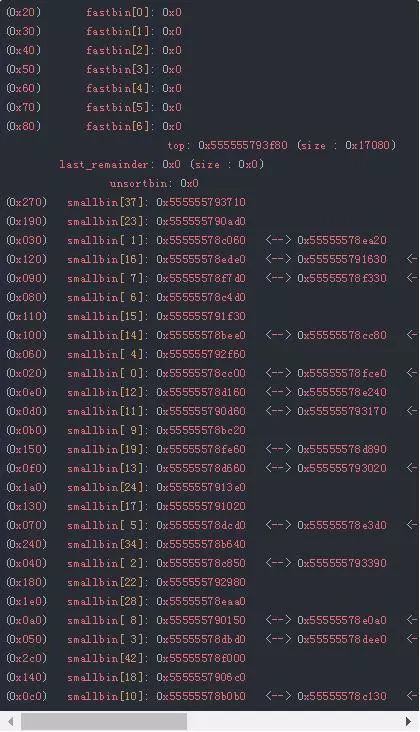 (0x20) fastbin[0]: 0x0
(0x30) fastbin[1]: 0x0
(0x40) fastbin[2]: 0x0
(0x50) fastbin[3]: 0x0
(0x60) fastbin[4]: 0x0
(0x70) fastbin[5]: 0x0
(0x80) fastbin[6]: 0x0
top: 0x555555793f80 (size : 0x17080)
last_remainder: 0x0 (size : 0x0)
unsortbin: 0x0
(0x270) smallbin[37]: 0x555555793710
(0x190) smallbin[23]: 0x555555790ad0
(0x030) smallbin[ 1]: 0x55555578c060 <--> 0x55555578ea20
(0x120) smallbin[16]: 0x55555578ede0 <--> 0x555555791630 <-
(0x090) smallbin[ 7]: 0x55555578f7d0 <--> 0x55555578f330 <-
(0x080) smallbin[ 6]: 0x55555578c4d0
(0x110) smallbin[15]: 0x555555791f30
(0x100) smallbin[14]: 0x55555578bee0 <--> 0x55555578cc80 <-
(0x060) smallbin[ 4]: 0x555555792f60
(0x020) smallbin[ 0]: 0x55555578cc00 <--> 0x55555578fce0 <-
(0x0e0) smallbin[12]: 0x55555578d160 <--> 0x55555578e240 <-
(0x0d0) smallbin[11]: 0x555555790d60 <--> 0x555555793170 <-
(0x0b0) smallbin[ 9]: 0x55555578bc20
(0x150) smallbin[19]: 0x55555578fe60 <--> 0x55555578d890
(0x0f0) smallbin[13]: 0x55555578d660 <--> 0x555555793020 <-
(0x1a0) smallbin[24]: 0x5555557913e0
(0x130) smallbin[17]: 0x555555791020
(0x070) smallbin[ 5]: 0x55555578dcd0 <--> 0x55555578e3d0 <-
(0x240) smallbin[34]: 0x55555578b640
(0x040) smallbin[ 2]: 0x55555578c850 <--> 0x555555793390
(0x180) smallbin[22]: 0x555555792980
(0x1e0) smallbin[28]: 0x55555578eaa0
(0x0a0) smallbin[ 8]: 0x555555790150 <--> 0x55555578e0a0 <-
(0x050) smallbin[ 3]: 0x55555578dbd0 <--> 0x55555578dee0 <-
(0x2c0) smallbin[42]: 0x55555578f000
(0x140) smallbin[18]: 0x5555557906c0
(0x0c0) smallbin[10]: 0x55555578b0b0 <--> 0x55555578c130 <-